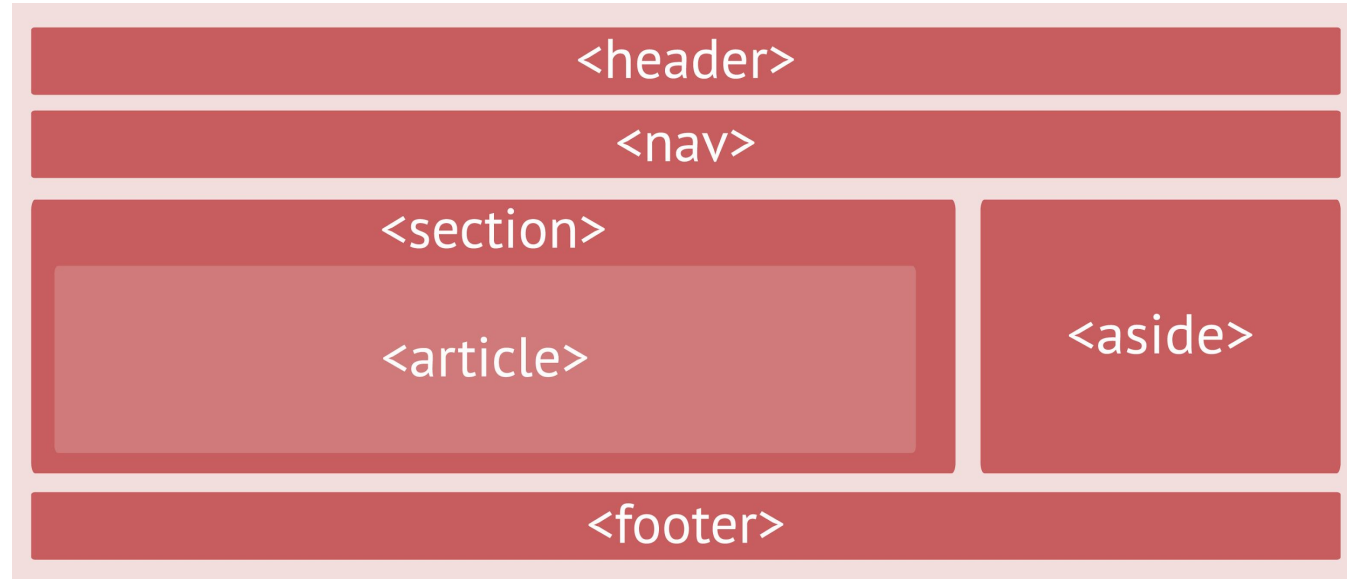 <header>
<nav>
<section>
<article>
<aside>
<footer>